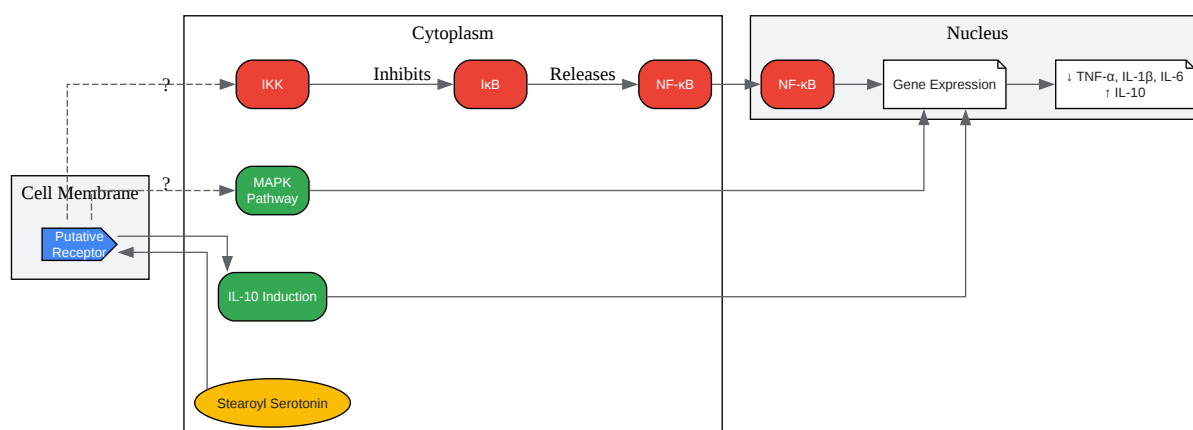 Cytoplasm
Nucleus
?
IKK
Inhibits
IκB
Releases
NF-κB
NF-κB
Gene Expression
↓ TNF-α, IL-1β, IL-6
↑ IL-10
Cell Membrane
?
MAPK
Pathway
Putative
Receptor
IL-10 Induction
Stearoyl Serotonin